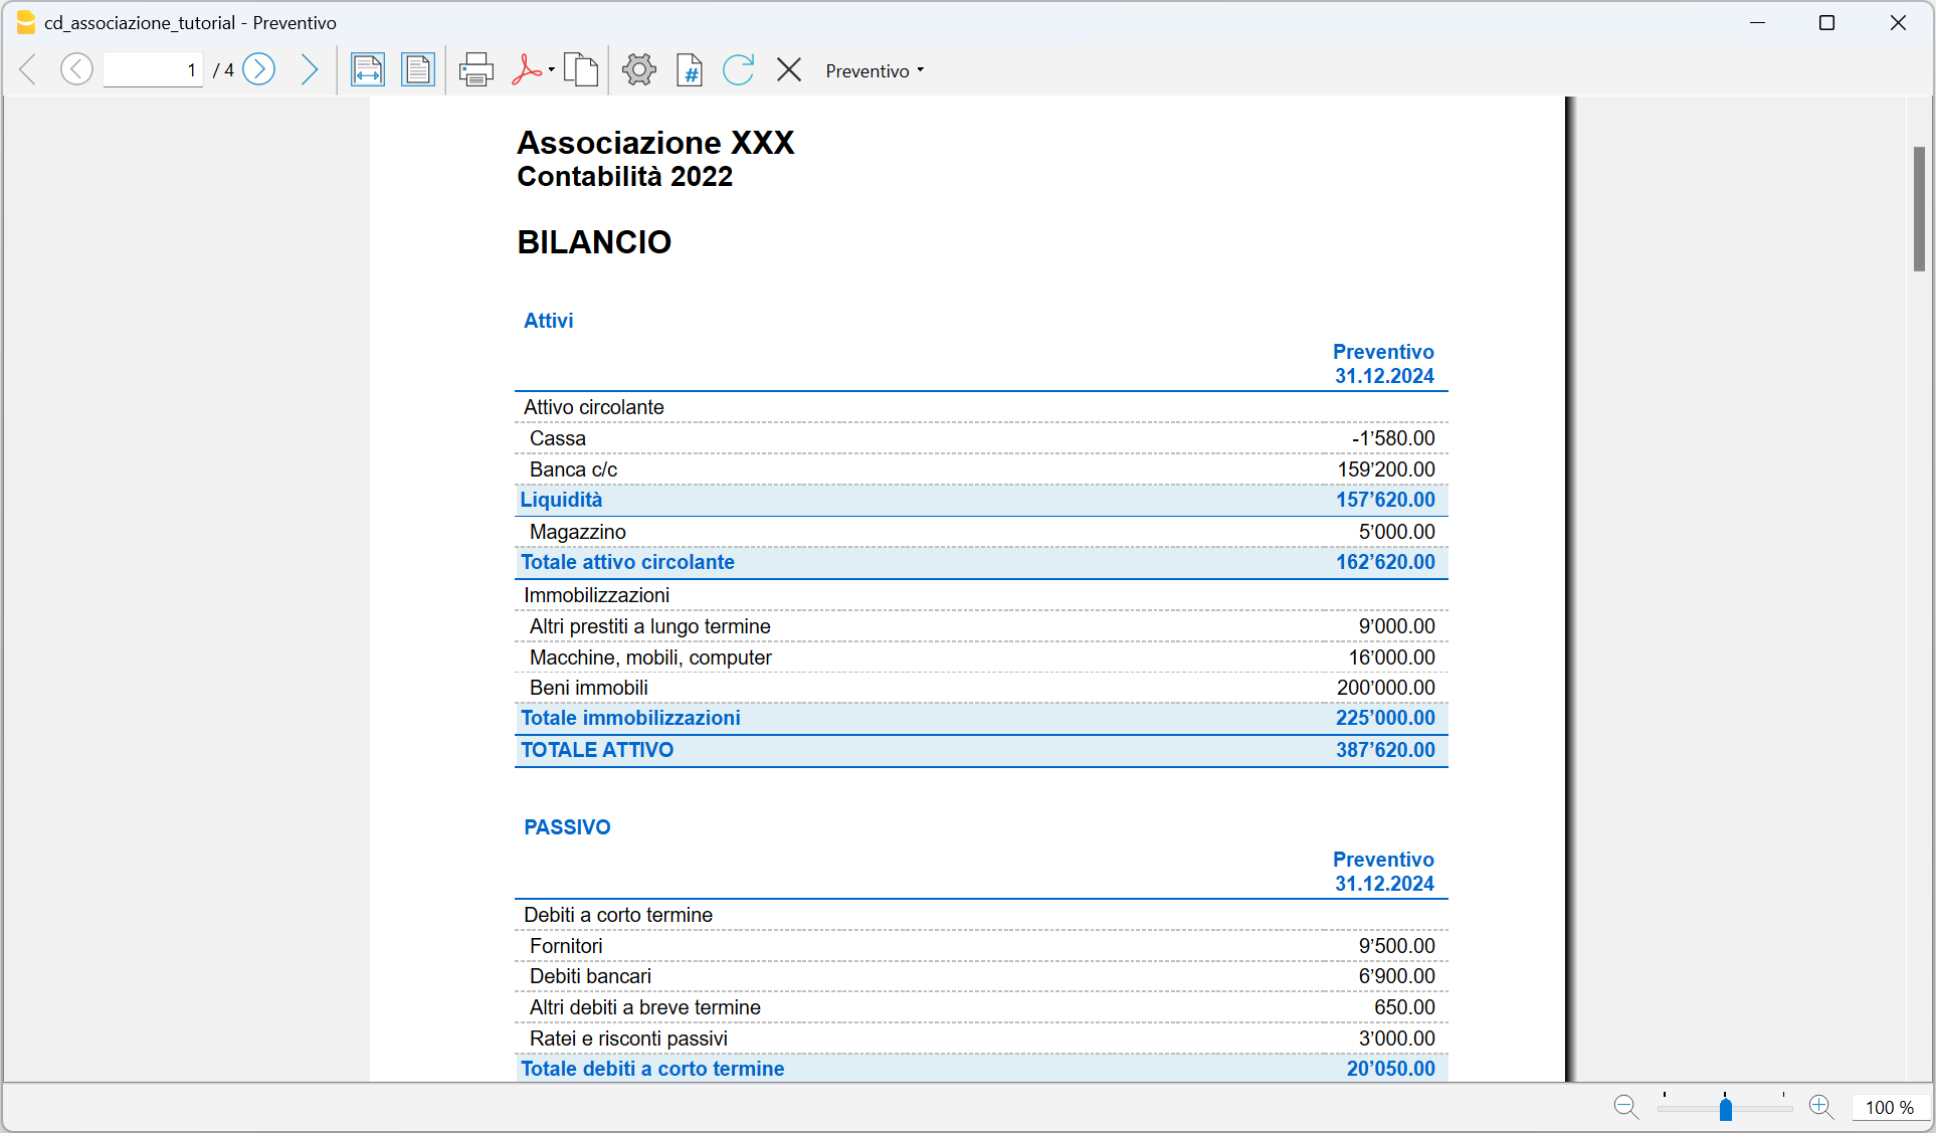 cd_associazione_tutorial - Preventivo
1 / 4 # Preventivo
Associazione XXX
Contabilità 2022
BILANCIO
Attivi
Preventivo
31.12.2024
Attivo circolante
Cassa -1’580.00
Banca c/c 159’200.00
Liquidità 157’620.00
Magazzino 5’000.00
Totale attivo circolante 162’620.00
Immobilizzazioni
Altri prestiti a lungo termine 9’000.00
Macchine, mobili, computer 16’000.00
Beni immobili 200’000.00
Totale immobilizzazioni 225’000.00
TOTALE ATTIVO 387’620.00
PASSIVO
Preventivo
31.12.2024
Debiti a corto termine
Fornitori 9’500.00
Debiti bancari 6’900.00
Altri debiti a breve termine 650.00
Ratei e risconti passivi 3’000.00
Totale debiti a corto termine 20’050.00
100 %